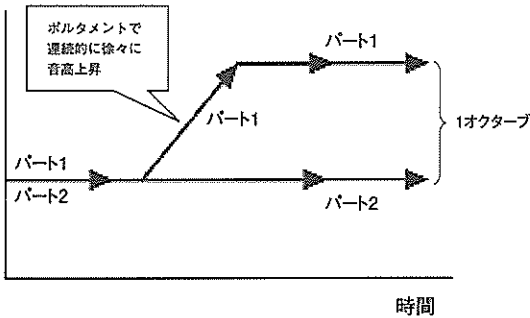 ポルタメントで
連続的に徐々に
音高上昇
パート1
パート1
1オクターブ
パート1
パート2
パート2
時間